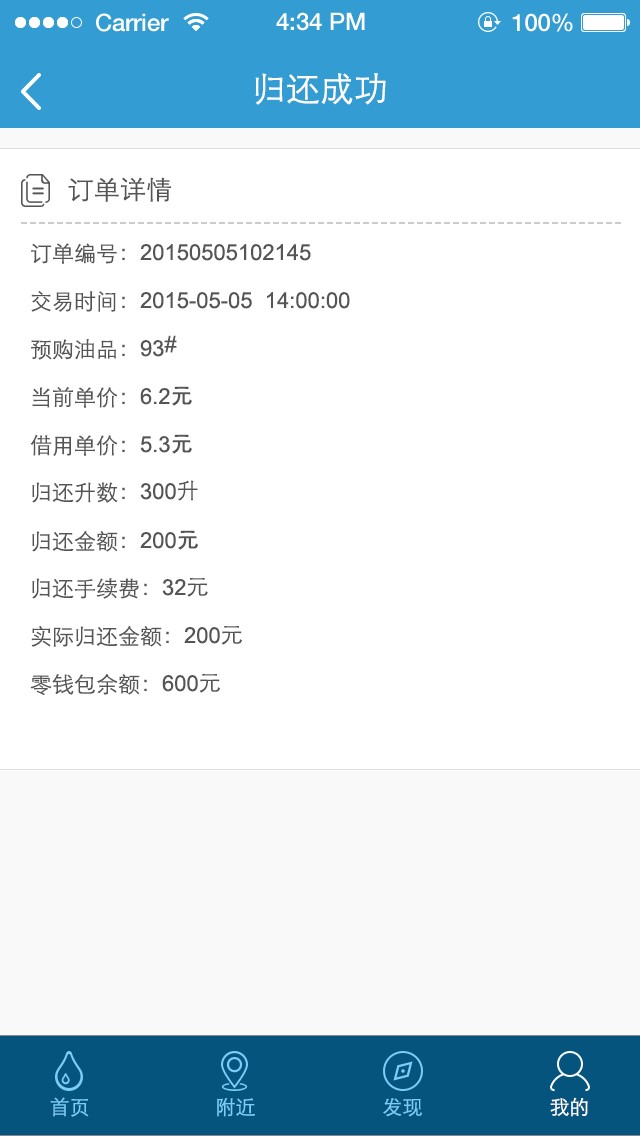 Carrier 4:34 PM 100%
归还成功
订单详情
订单编号：20150505102145
交易时间：2015-05-05 14:00:00
预购油品：93#
当前单价：6.2元
借用单价：5.3元
归还升数：300升
归还金额：200元
归还手续费：32元
实际归还金额：200元
零钱包余额：600元
首页 附近 发现 我的